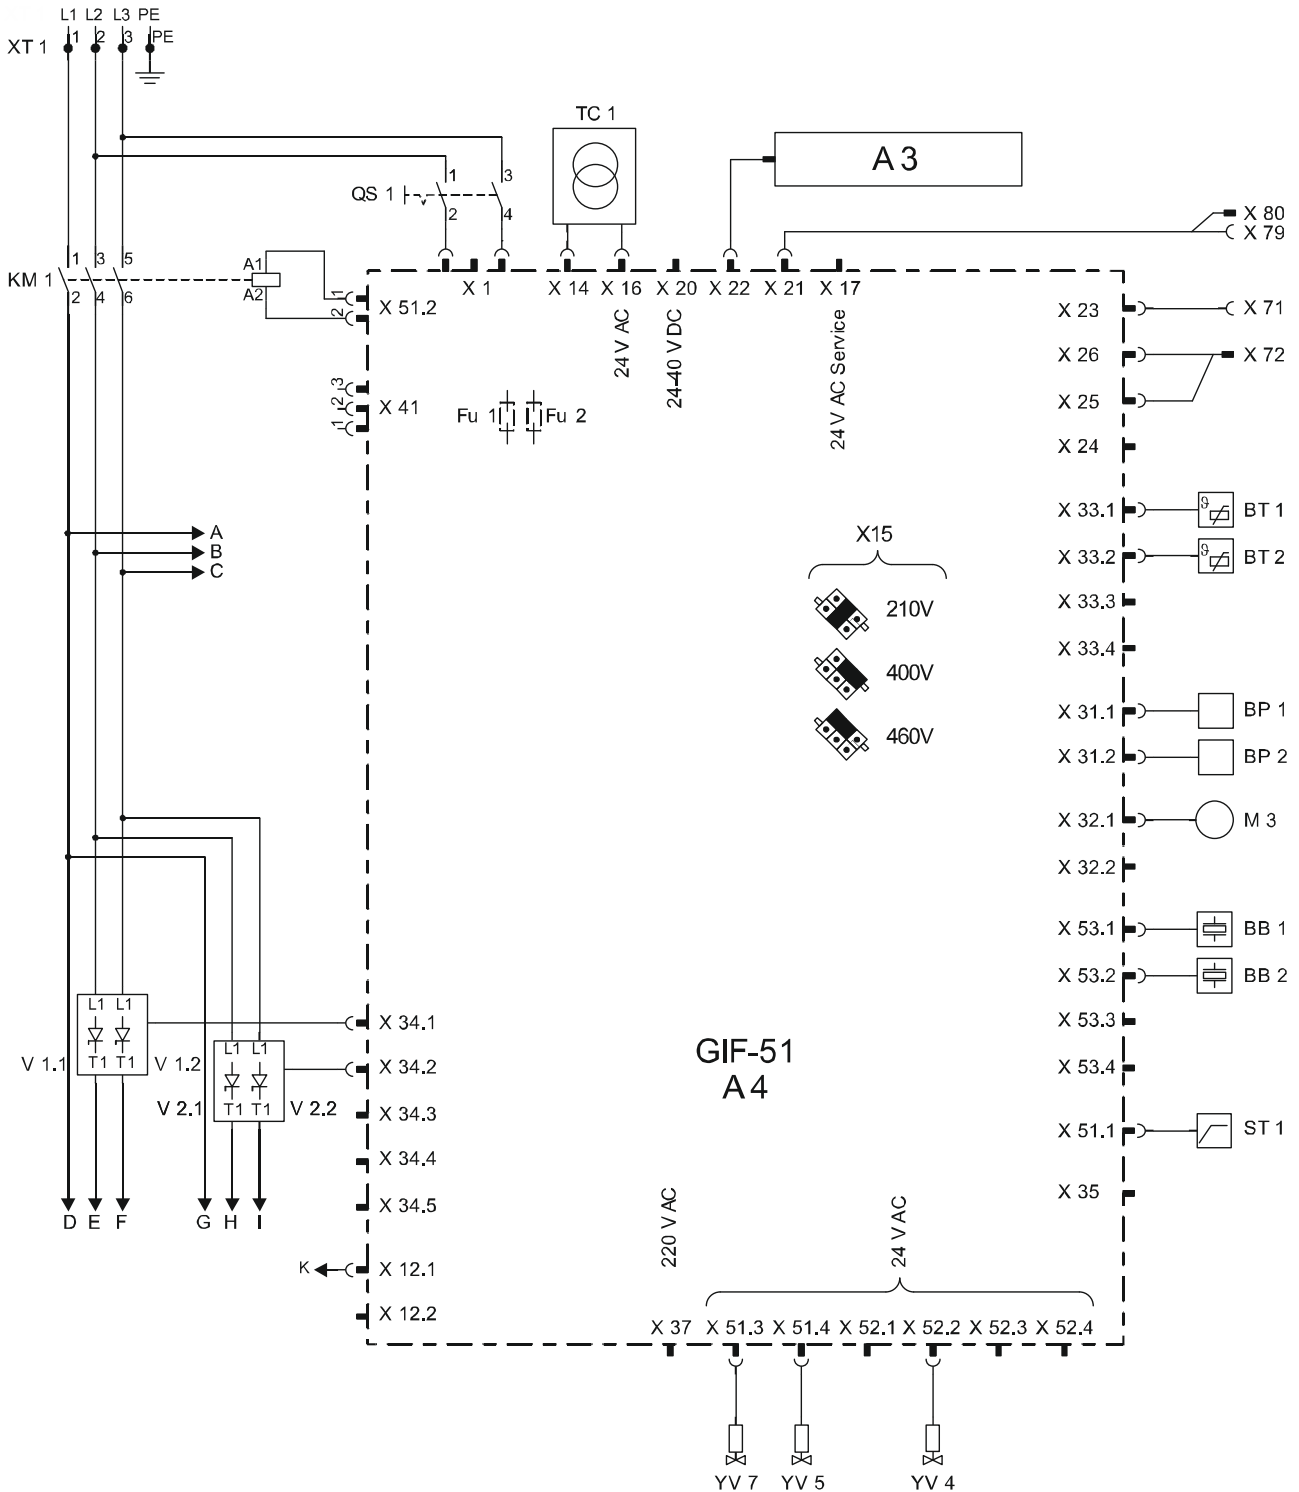 L1 L2 L3 PE
XT 1 1 2 3 PE
TC 1
A 3
QS 1 1 3
2 4
X 80
X 79
KM 1 1 3 5
2 4 6
A1
A2
1
2
X 51.2
X 1 X 14 X 16 X 20 X 22 X 21 X 17
24 V AC
24-40 V DC
24 V AC Service
X 23 X 71
X 26 X 72
X 25
X 24
3
2
1
X 41
Fu 1 Fu 2
X 33.1 ϑ BT 1
X 33.2 ϑ BT 2
X 33.3
X 33.4
A
B
C
X15
210V
400V
460V
X 31.1 BP 1
X 31.2 BP 2
X 32.1 M 3
X 32.2
X 53.1 BB 1
X 53.2 BB 2
X 53.3
X 53.4
X 51.1 ST 1
X 35
L1 L1
V 1.1 T1 T1 V 1.2
L1 L1
V 2.1 T1 T1 V 2.2
X 34.1
X 34.2
X 34.3
X 34.4
X 34.5
GIF-51
A 4
D E F G H I
K X 12.1
X 12.2
220 V AC
24 V AC
X 37 X 51.3 X 51.4 X 52.1 X 52.2 X 52.3 X 52.4
YV 7 YV 5 YV 4